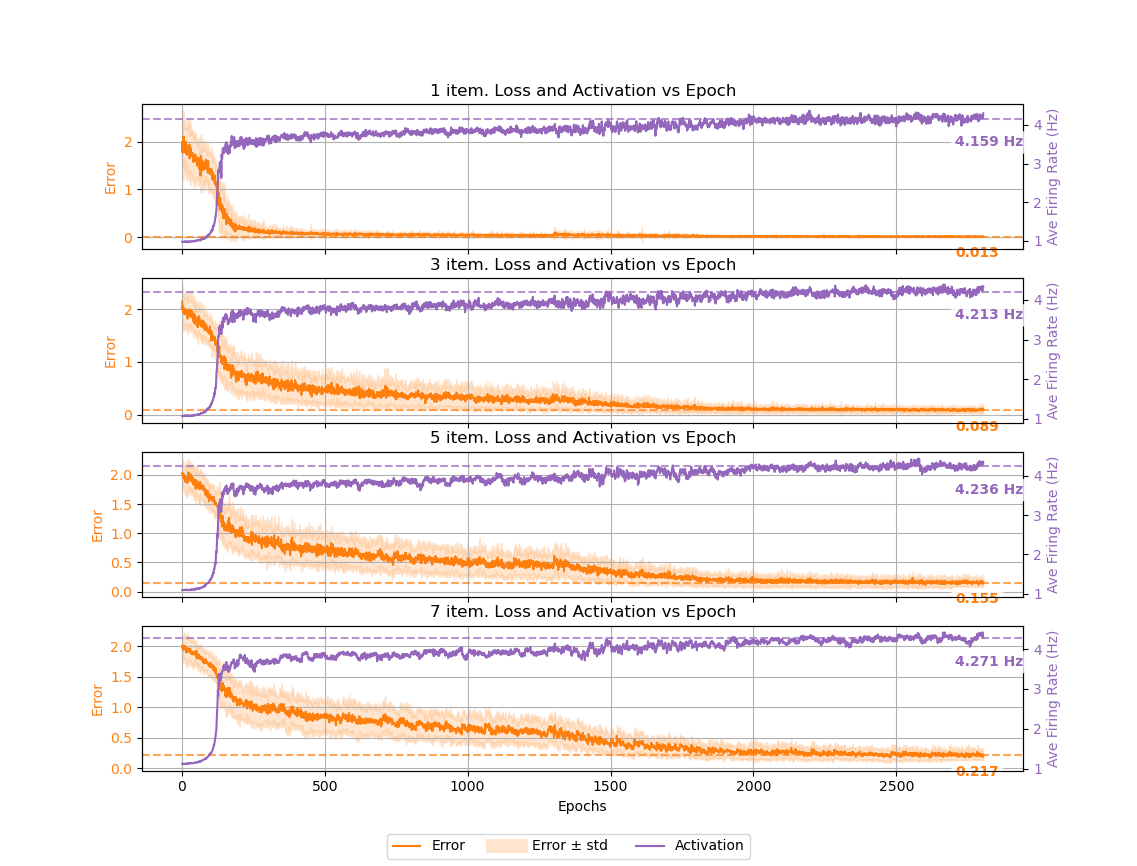 1 item. Loss and Activation vs Epoch
2
1
0
Error
4
3
2
1
Ave Firing Rate (Hz)
4.159 Hz
0.013
3 item. Loss and Activation vs Epoch
2
1
0
Error
4
3
2
1
Ave Firing Rate (Hz)
4.213 Hz
0.089
5 item. Loss and Activation vs Epoch
2.0
1.5
1.0
0.5
0.0
Error
4
3
2
1
Ave Firing Rate (Hz)
4.236 Hz
0.155
7 item. Loss and Activation vs Epoch
2.0
1.5
1.0
0.5
0.0
Error
4
3
2
1
Ave Firing Rate (Hz)
4.271 Hz
0.217
0 500 1000 1500 2000 2500
Epochs
Error Error ± std Activation